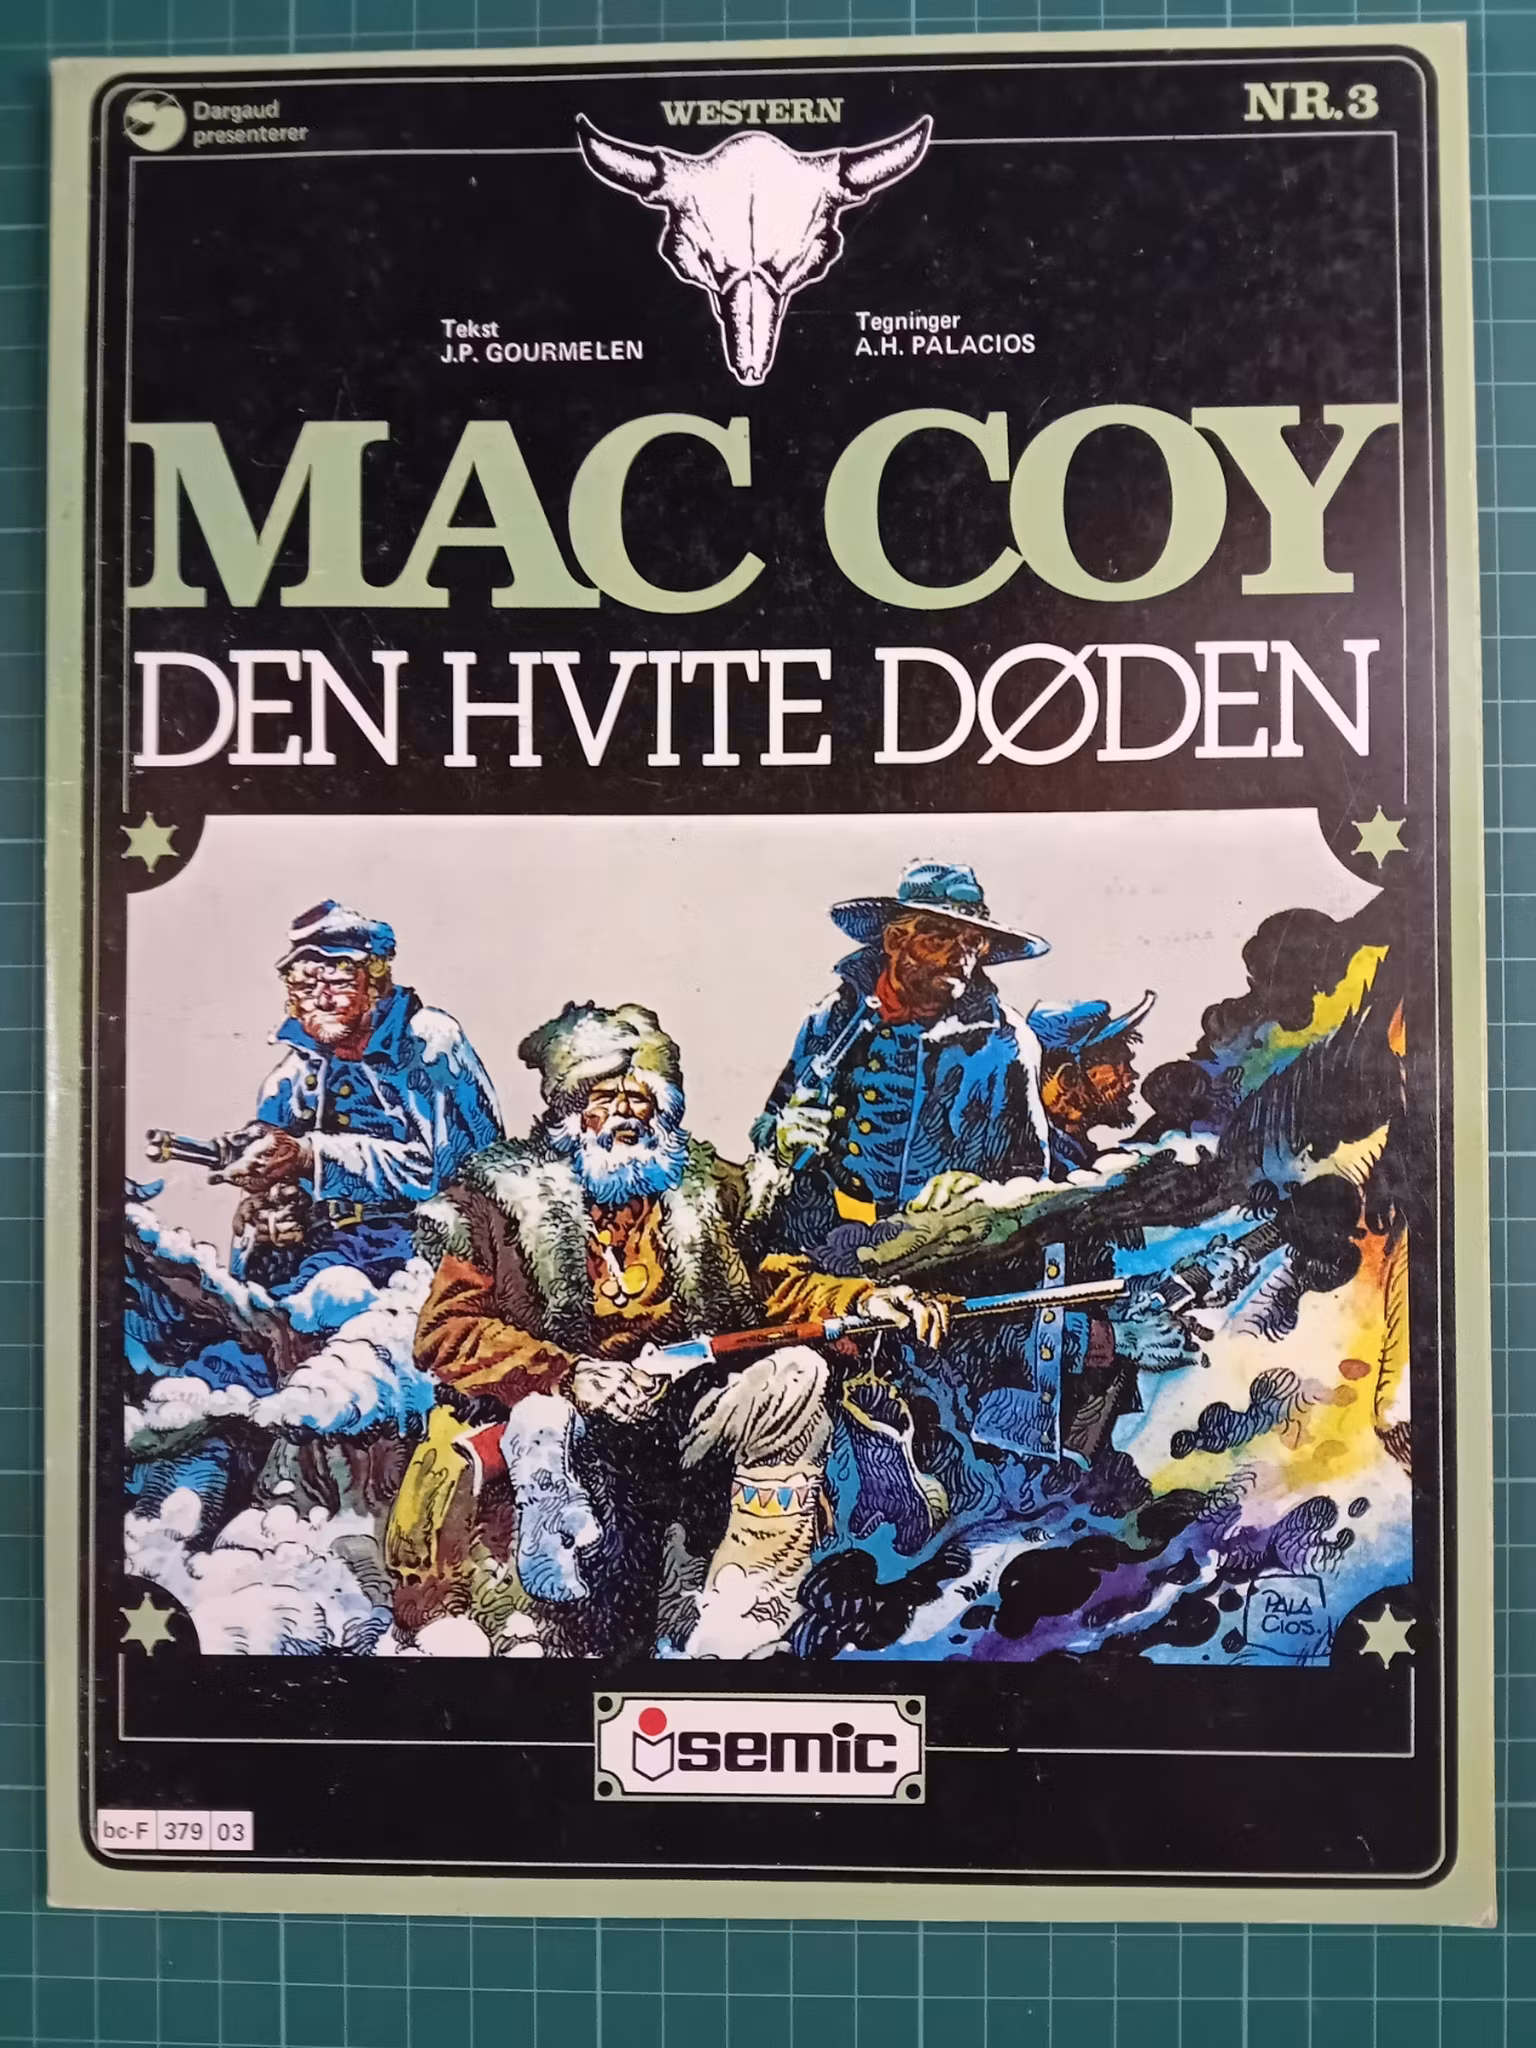 Dargaud
presenterer
WESTERN
NR.3
Tekst
J.P. GOURMELEN
Tegninger
A.H. PALACIOS
MAC COY
DEN HVITE DØDEN
PALA
CIOS.
semic
bc-F 379 03